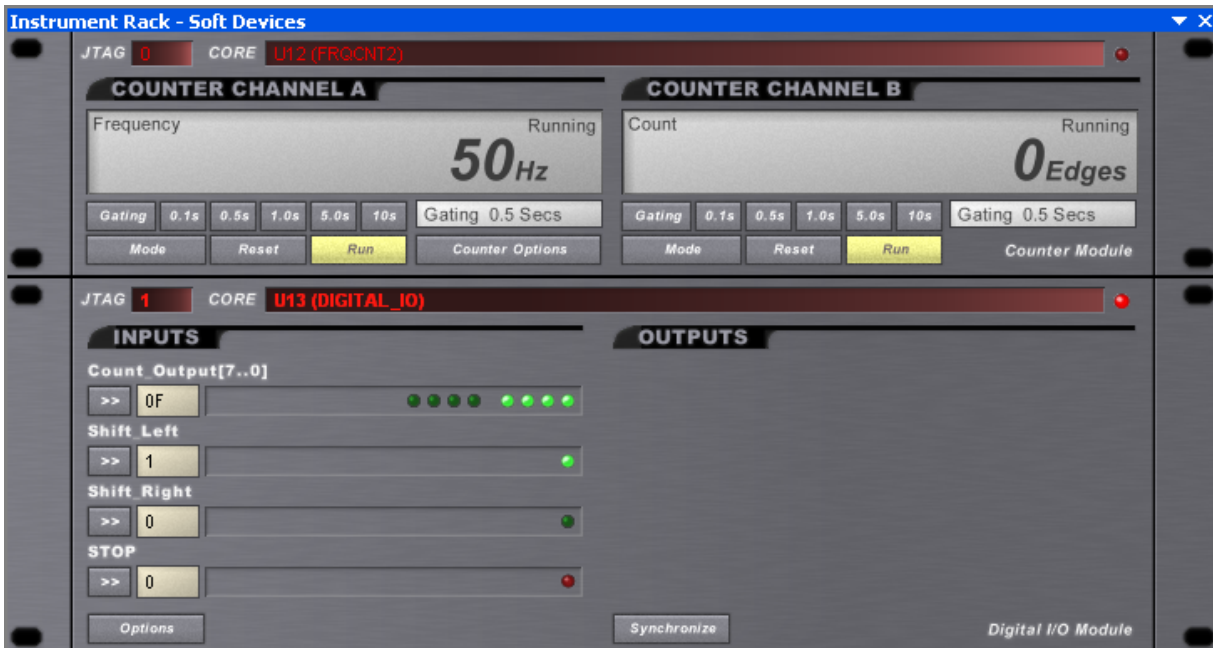 Instrument Rack - Soft Devices
JTAG 0 CORE U12 (FRQCNT2)
COUNTER CHANNEL A COUNTER CHANNEL B
Frequency Running Count Running
50Hz 0Edges
Gating 0.1s 0.5s 1.0s 5.0s 10s Gating 0.5 Secs Gating 0.1s 0.5s 1.0s 5.0s 10s Gating 0.5 Secs
Mode Reset Run Counter Options Mode Reset Run Counter Module
JTAG 1 CORE U13 (DIGITAL_IO)
INPUTS OUTPUTS
Count_Output[7..0]
>> 0F
Shift_Left
>> 1
Shift_Right
>> 0
STOP
>> 0
Options Synchronize Digital I/O Module